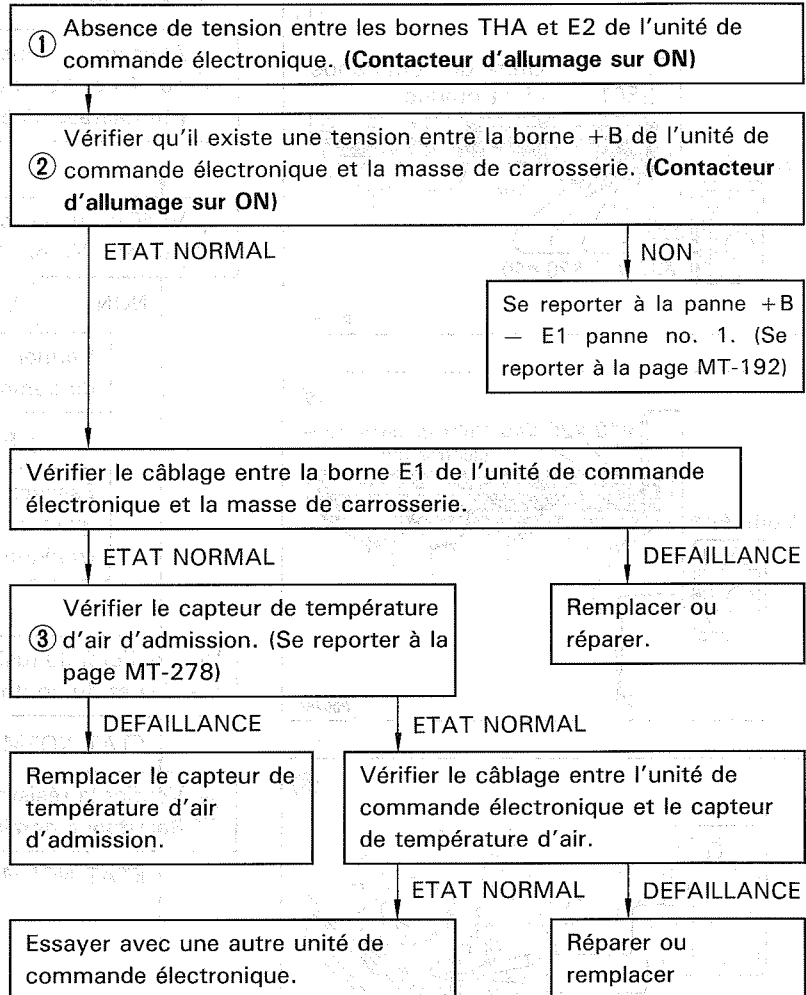 ① Absence de tension entre les bornes THA et E2 de l'unité de
commande électronique. (Contacteur d'allumage sur ON)
Vérifier qu'il existe une tension entre la borne +B de l'unité de
② commande électronique et la masse de carrosserie. (Contacteur
d'allumage sur ON)
ETAT NORMAL
NON
Se reporter à la panne +B
— E1 panne no. 1. (Se
reporter à la page MT-192)
Vérifier le câblage entre la borne E1 de l'unité de commande
électronique et la masse de carrosserie.
ETAT NORMAL
DEFAILLANCE
Vérifier le capteur de température
③ d'air d'admission. (Se reporter à la
page MT-278)
Remplacer ou
réparer.
DEFAILLANCE
ETAT NORMAL
Remplacer le capteur de
température d'air
d'admission.
Vérifier le câblage entre l'unité de
commande électronique et le capteur
de température d'air.
ETAT NORMAL
DEFAILLANCE
Essayer avec une autre unité de
commande électronique.
Réparer ou
remplacer